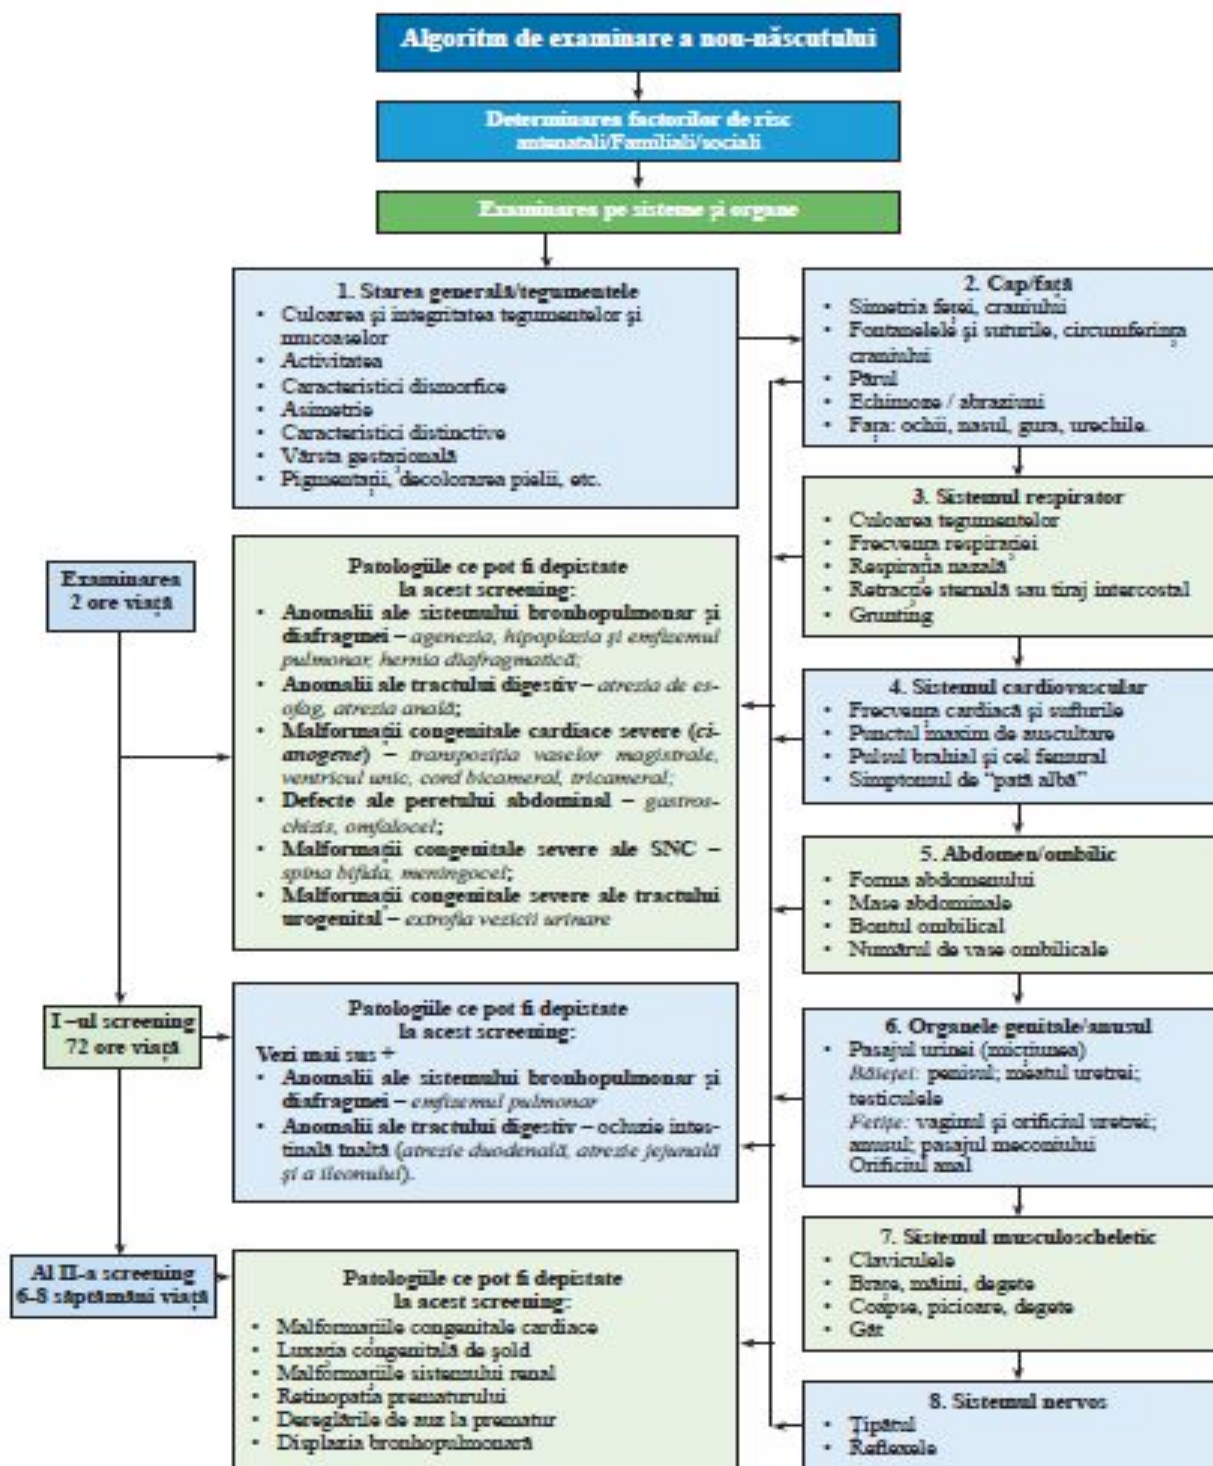 Algoritm de examinare a nou-născutului
Determinarea factorilor de risc
antenatali/Familiali/sociali
Examinarea pe sisteme și organe
1. Starea generală/tegumentele
• Culoarea și integritatea tegumentelor și
mucoaselor
• Activitatea
• Caracteristici dismorfice
• Asimetrie
• Caracteristici distinctive
• Vârsta gestațională
• Pigmentații, decolorarea pielii, etc.
2. Cap/față
• Simetria feței, craniului
• Fontanelele și suturile, circumferința
craniului
• Părul
• Echimoze / abraziuni
• Fața: ochii, nasul, gura, urechile.
3. Sistemul respirator
• Culoarea tegumentelor
• Frecvența respirației
• Respirația nazală
• Retracție sternală sau tiraj intercostal
• Grunting
Examinarea
2 ore viață
Patologiile ce pot fi depistate
la acest screening:
• Anomalii ale sistemului bronhopulmonar și
diafragmei – agenezia, hipoplazia și emfizemul
pulmonar, hernia diafragmatică;
• Anomalii ale tractului digestiv – atrezia de es-
ofag, atrezia anală;
• Malformații congenitale cardiace severe (ci-
anogene) – transpoziția vaselor magistrale,
ventricul unic, cord bicameral, tricameral;
• Defecte ale peretului abdominal – gastros-
chizis, omfalocel;
• Malformații congenitale severe ale SNC –
spina bifida, meningocel;
• Malformații congenitale severe ale tractului
urogenital – extrofia vezicii urinare
4. Sistemul cardiovascular
• Frecvența cardiacă și suflurile
• Punctul maxim de auscultare
• Pulsul brahial și cel femural
• Simptomul de “pată albă”
5. Abdomen/ombilic
• Forma abdomenului
• Mase abdominale
• Bontul ombilical
• Numărul de vase ombilicale
I –ul screening
72 ore viață
Patologiile ce pot fi depistate
la acest screening:
Vezi mai sus +
• Anomalii ale sistemului bronhopulmonar și
diafragmei – emfizemul pulmonar
• Anomalii ale tractului digestiv – ocluzie intes-
tinală înaltă (atrezie duodenală, atrezie jejunală
și a ileonului).
6. Organele genitale/anusul
• Pasajul urinei (micțiunea)
Băieței: penisul; meatul uretrei;
testiculele
Fetițe: vaginul și orificiul uretrei;
anusul; pasajul meconiului
Orificiul anal
7. Sistemul musculoscheletic
• Claviculele
• Brațe, mâini, degete
• Coapse, picioare, degete
• Gât
Al II-a screening
6-8 săptămâni viață
Patologiile ce pot fi depistate
la acest screening:
• Malformațiile congenitale cardiace
• Luxația congenitală de șold
• Malformațiile sistemului renal
• Retinopatia prematurului
• Dereglările de auz la prematur
• Displazia bronhopulmonară
8. Sistemul nervos
• Țipătul
• Reflexele